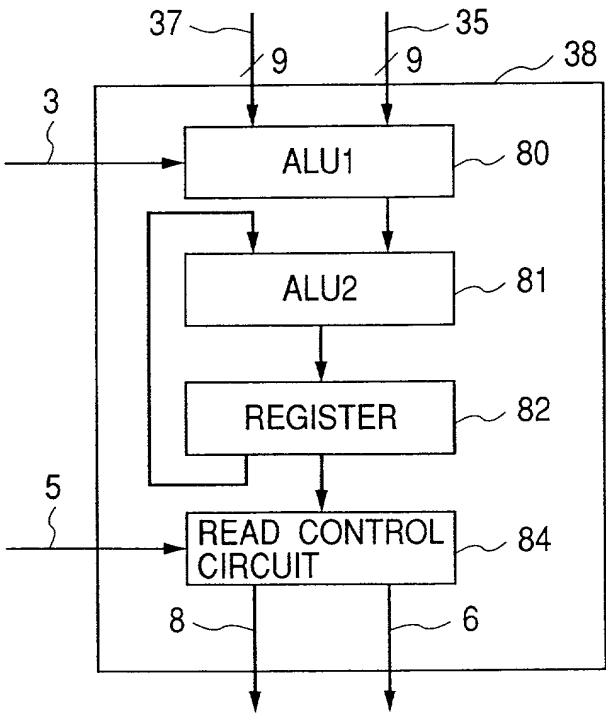 37 35
9 9 38
3
ALU1 80
ALU2 81
REGISTER 82
5
READ CONTROL
CIRCUIT 84
8 6